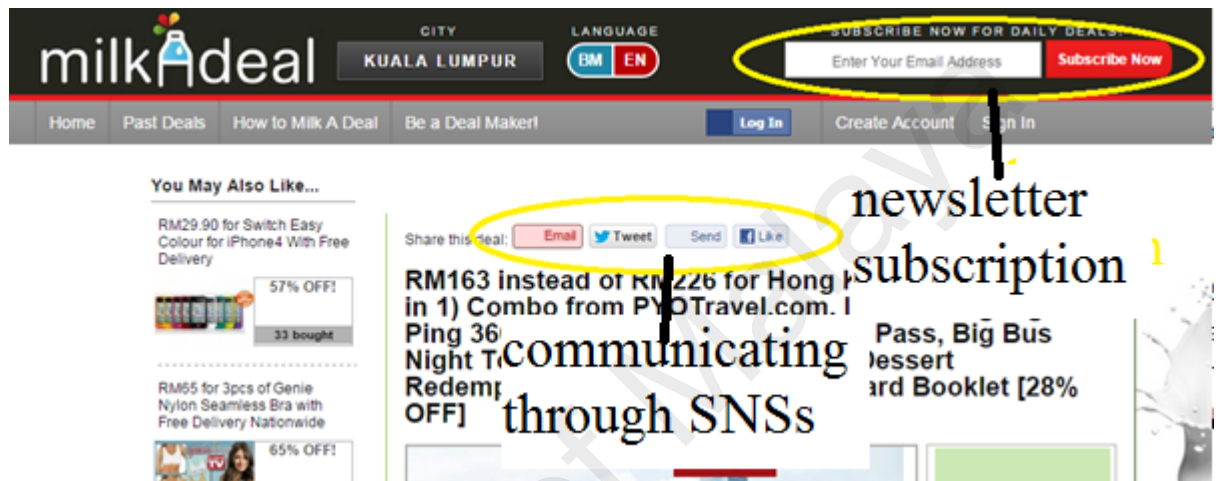 milkAdeal
CITY
KUALA LUMPUR
LANGUAGE
BM EN
SUBSCRIBE NOW FOR DAILY DEALS!
Enter Your Email Address
Subscribe Now
Home Past Deals How to Milk A Deal Be a Deal Maker! Log In Create Account Sign In
newsletter
subscription
You May Also Like...
RM29.90 for Switch Easy
Colour for iPhone4 With Free
Delivery
57% OFF!
33 bought
RM65 for 3pcs of Genie
Nylon Seamless Bra with
Free Delivery Nationwide
65% OFF!
Share this deal: Email Tweet Send Like
RM163 instead of RM226 for Hong
in 1) Combo from PYOTravel.com.
Ping 36 Pass, Big Bus
Night Dessert
ard Booklet [28%
OFF]
communicating
through SNSs
Malaya